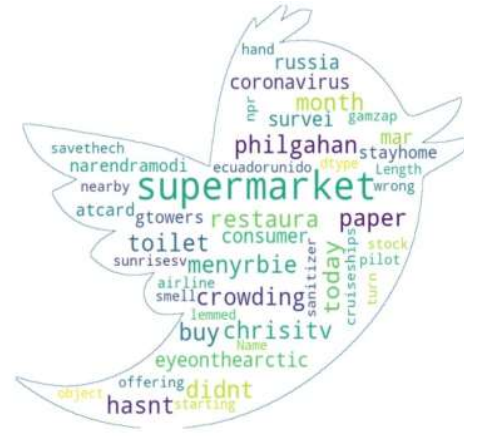 hand
russia
coronavirus
npr
month
survei
gamzap
philgahan
mar
savethech
stayhome
narendramodi
ecuadorunido
dtype
Length
nearby
supermarket
wrong
atcard
gtowers
restaura
paper
toilet
consumer
sanitizer
today
cruiseships
stock
sunrisesv
menyrbie
pilot
airline
turn
smell
crowding
lemmed
buy
chrisitv
Name
eyeonthearctic
offering
didnt
object
hasnt
starting